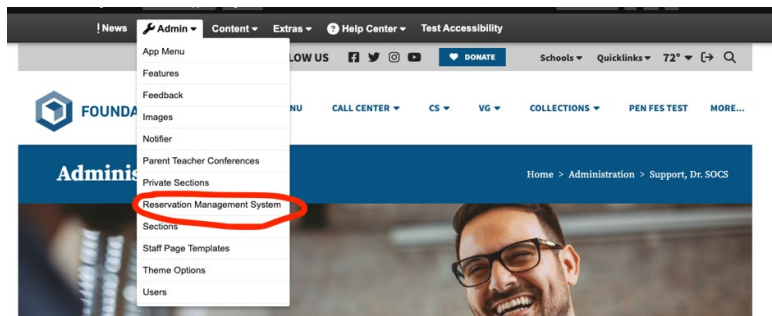 ! News Admin Content Extras Help Center Test Accessibility
App Menu
LOW US DONATE Schools Quicklinks 72°
Features
Feedback
FOUNDA NU CALL CENTER CS VG COLLECTIONS PEN FES TEST MORE...
Images
Notifier
Parent Teacher Conferences
Adminis Home > Administration > Support, Dr. SOCS
Private Sections
Reservation Management System
Sections
Staff Page Templates
Theme Options
Users